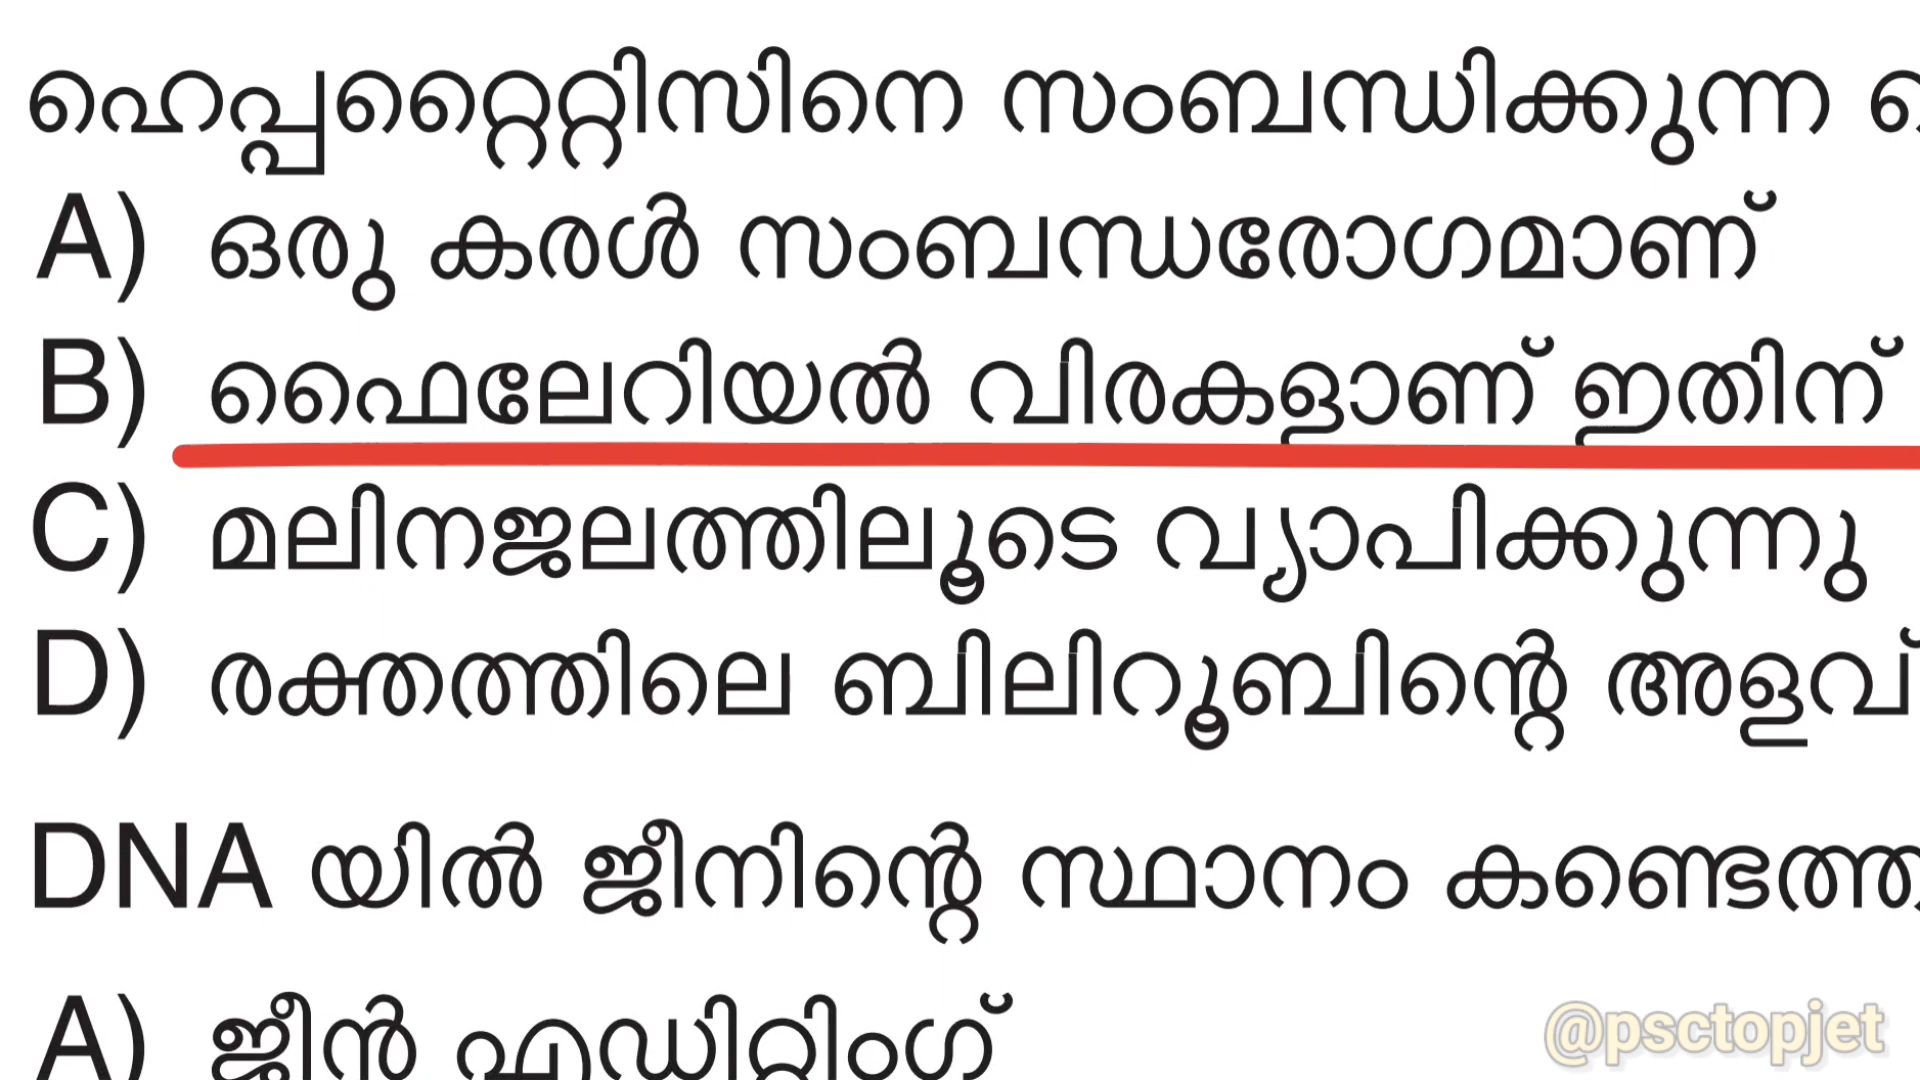 ഹെപ്പറ്റൈറ്റിസിനെ സംബന്ധിക്കുന്ന
A) ഒരു കരൾ സംബന്ധരോഗമാണ്
B) ഫൈലേറിയൽ വിരകളാണ് ഇതിന്
C) മലിനജലത്തിലൂടെ വ്യാപിക്കുന്നു
D) രക്തത്തിലെ ബിലിറൂബിന്റെ അളവ്
DNA യിൽ ജീനിന്റെ സ്ഥാനം കണ്ടെത്ത
A) ജീൻ എഡിറ്റിംഗ്
@psctopjet